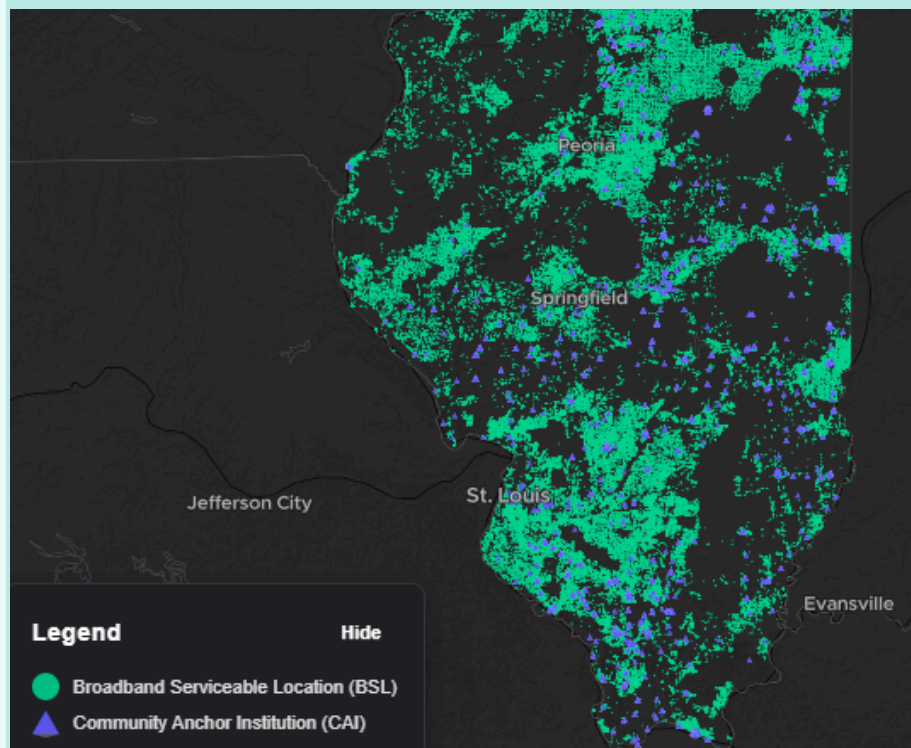 Peoria
Springfield
St. Louis
Jefferson City
Evansville
Legend
Hide
Broadband Serviceable Location (BSL)
Community Anchor Institution (CAI)